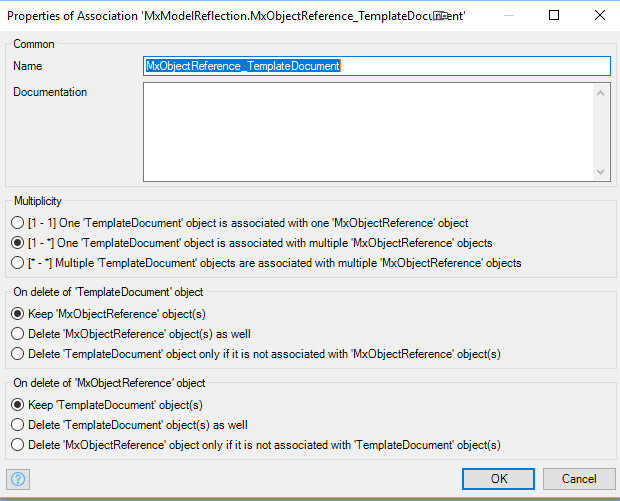 Properties of Association 'MxModelReflection.MxObjectReference_TemplateDocument'
Common
Name MxObjectReference_TemplateDocument
Documentation
Multiplicity
[1 - 1] One 'TemplateDocument' object is associated with one 'MxObjectReference' object
[1 - *] One 'TemplateDocument' object is associated with multiple 'MxObjectReference' objects
[* - *] Multiple 'TemplateDocument' objects are associated with multiple 'MxObjectReference' objects
On delete of 'TemplateDocument' object
Keep 'MxObjectReference' object(s)
Delete 'MxObjectReference' object(s) as well
Delete 'TemplateDocument' object only if it is not associated with 'MxObjectReference' object(s)
On delete of 'MxObjectReference' object
Keep 'TemplateDocument' object(s)
Delete 'TemplateDocument' object(s) as well
Delete 'MxObjectReference' object only if it is not associated with 'TemplateDocument' object(s)
? OK Cancel